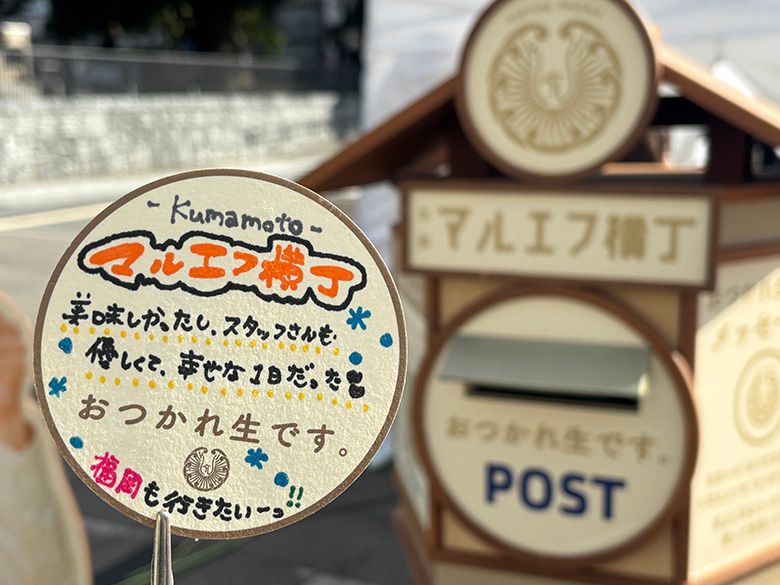 - Kumamoto -
マルエフ横丁
美味しかったし、スタッフさんも
優しくて、幸せな1日だった
おつかれ生です。
福岡も行きたいーっ!!
マルエフ横丁
おつかれ生です。
POST